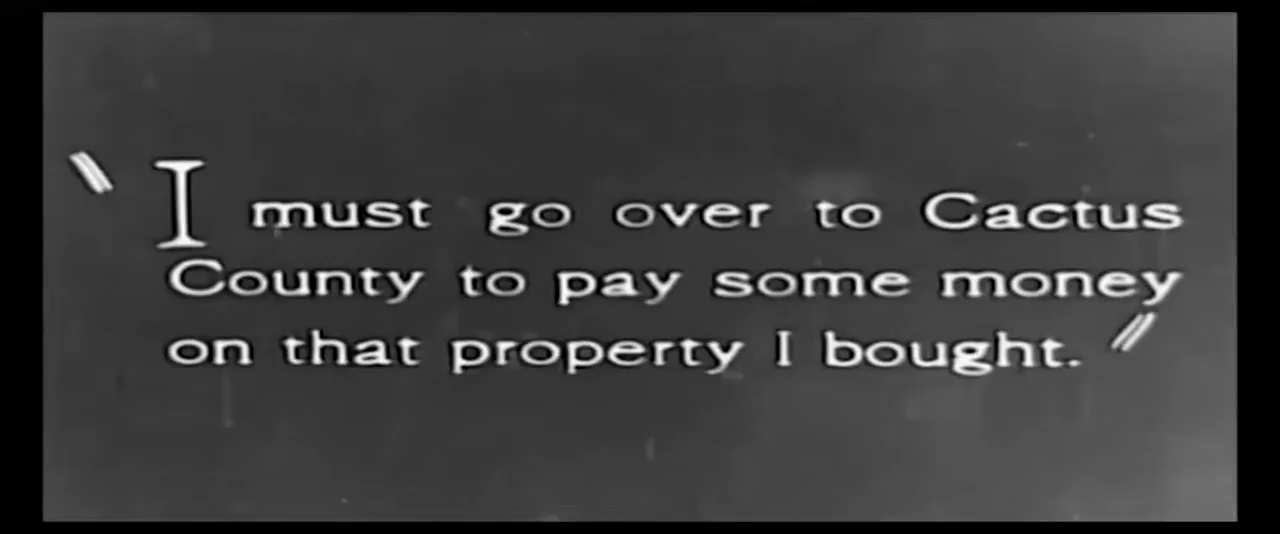 "I must go over to Cactus
County to pay some money
on that property I bought."